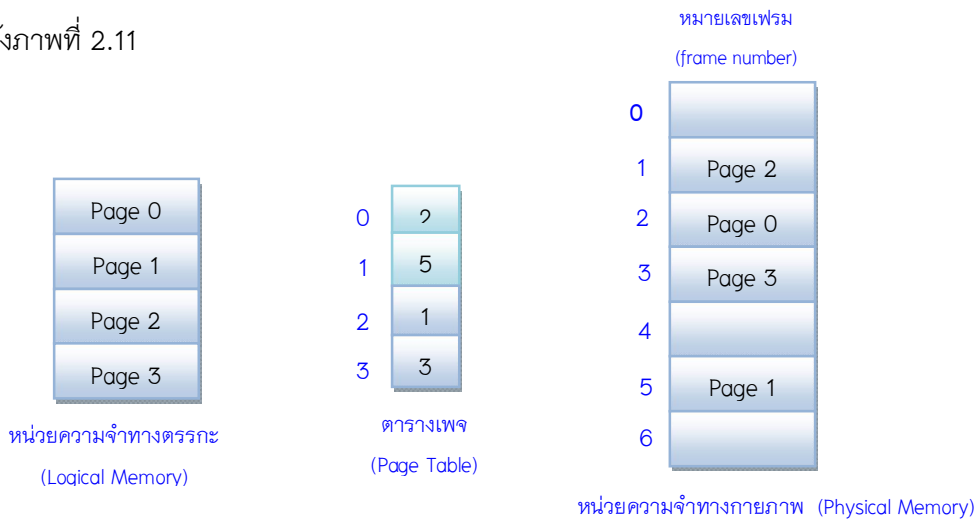 ังภาพที่ 2.11
หมายเลขเฟรม
(frame number)
Page 0
Page 1
Page 2
Page 3
หน่วยความจำทางตรรกะ
(Logical Memory)
0 2
1 5
2 1
3 3
ตารางเพจ
(Page Table)
0
1 Page 2
2 Page 0
3 Page 3
4
5 Page 1
6
หน่วยความจำทางกายภาพ (Physical Memory)